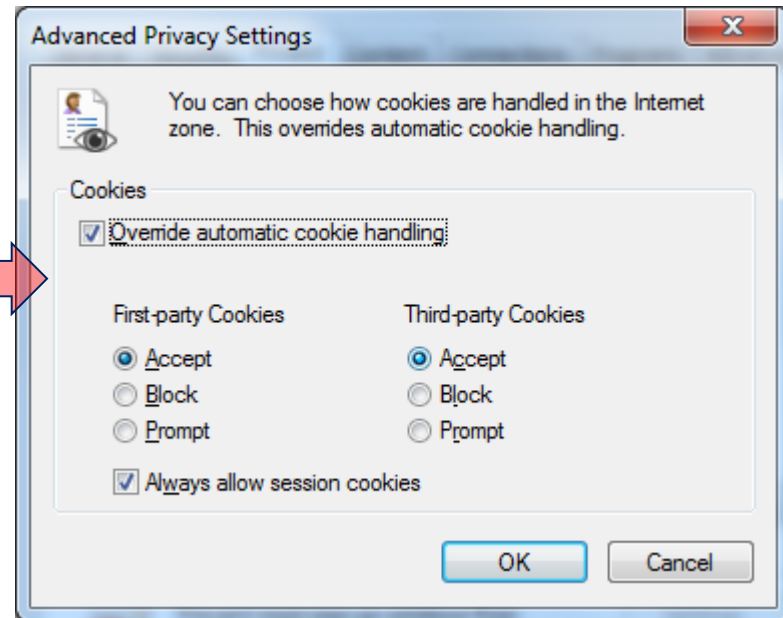 Advanced Privacy Settings
You can choose how cookies are handled in the Internet
zone. This overrides automatic cookie handling.
Cookies
Override automatic cookie handling
First-party Cookies Third-party Cookies
Accept Accept
Block Block
Prompt Prompt
Always allow session cookies
OK Cancel